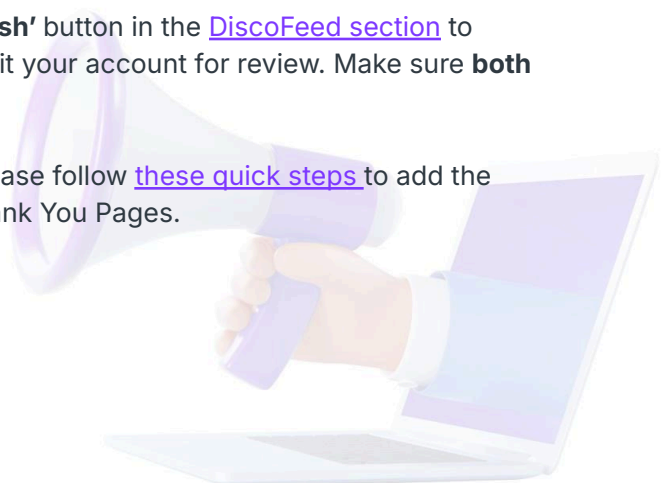 sh’ button in the DiscoFeed section to
it your account for review. Make sure both
ase follow these quick steps to add the
nk You Pages.